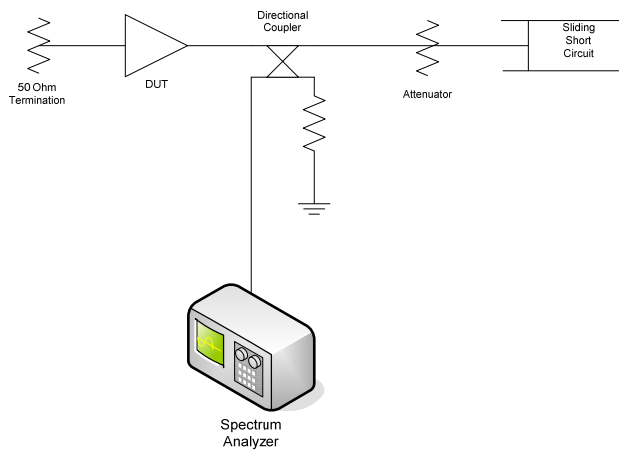 Directional
Coupler
Sliding
Short
Circuit
50 Ohm
Termination
DUT
Attenuator
Spectrum
Analyzer